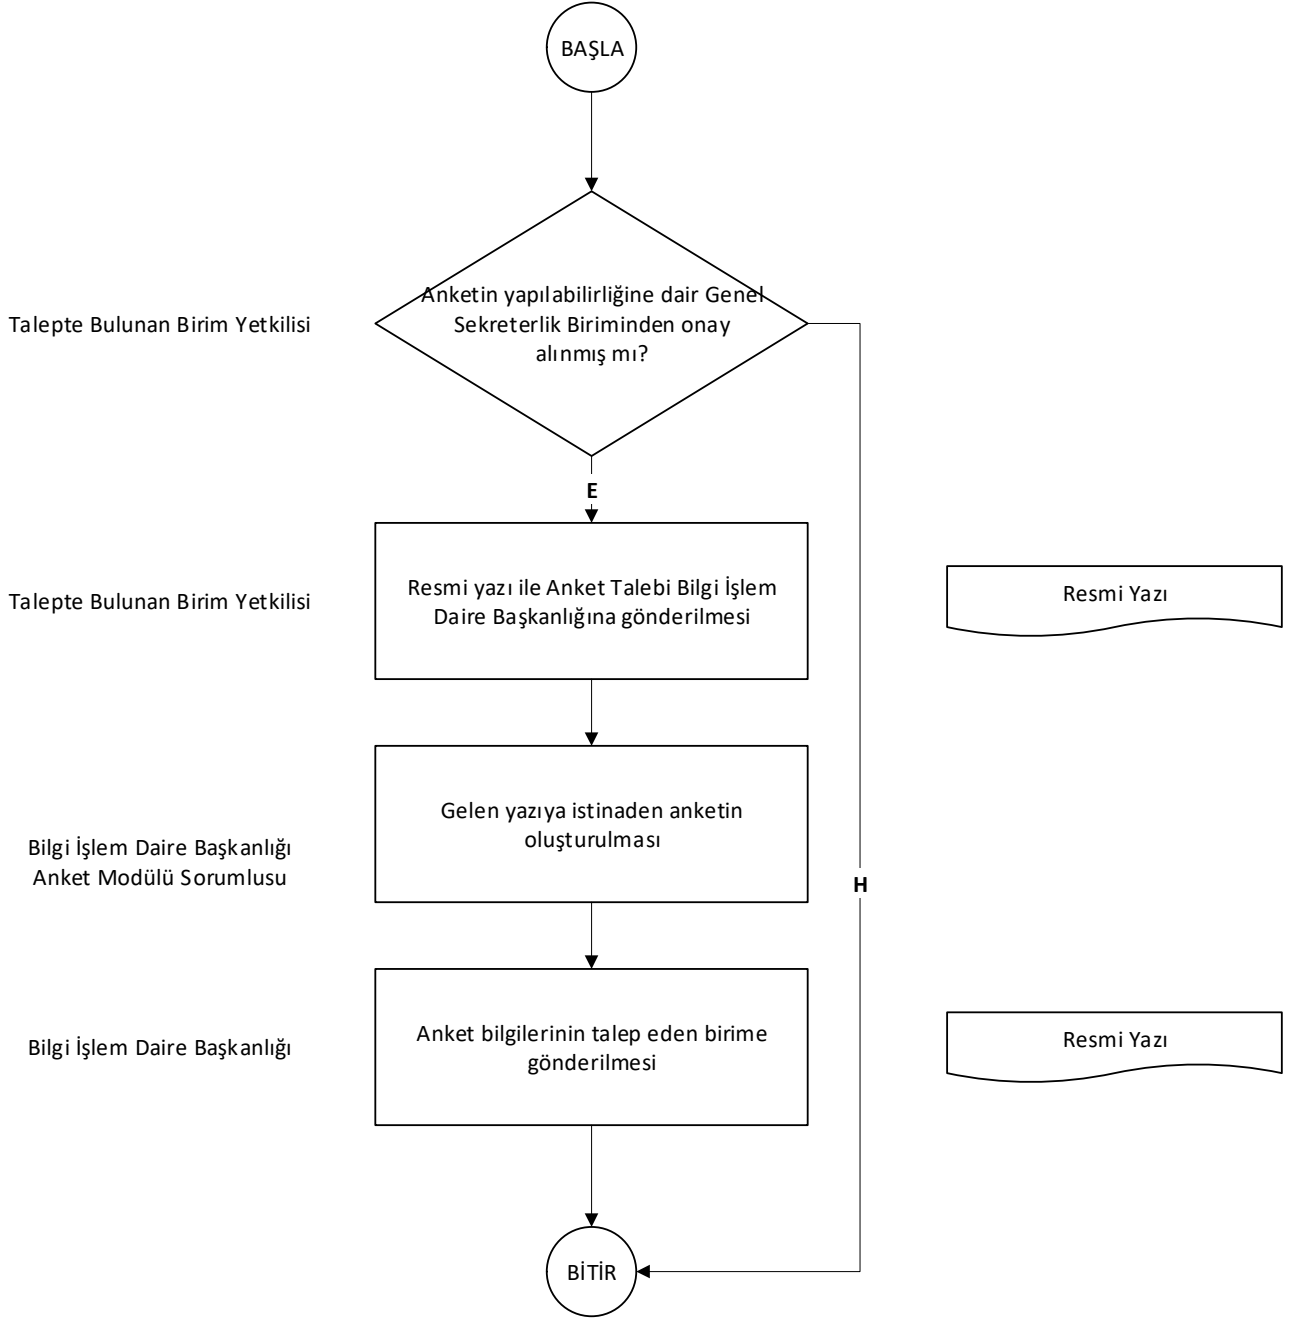 BAŞLA
Talepte Bulunan Birim Yetkilisi
Anketin yapılabilirliğine dair Genel
Sekreterlik Biriminden onay
alınmış mı?
E
Talepte Bulunan Birim Yetkilisi
Resmi yazı ile Anket Talebi Bilgi İşlem
Daire Başkanlığına gönderilmesi
Resmi Yazı
Bilgi İşlem Daire Başkanlığı
Anket Modülü Sorumlusu
Gelen yazıya istinaden anketin
oluşturulması
H
Bilgi İşlem Daire Başkanlığı
Anket bilgilerinin talep eden birime
gönderilmesi
Resmi Yazı
BİTİR